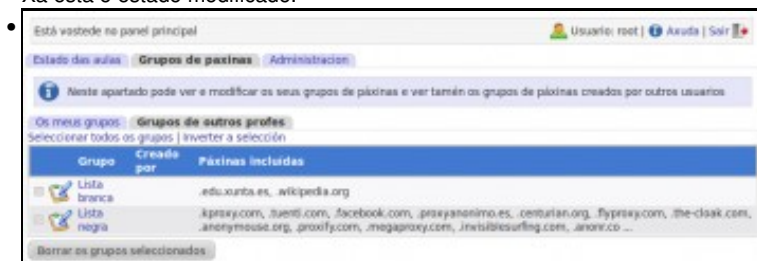 Xa está o estado modificado.
Está vostede no panel principal
Usuario: root | Axuda | Sair
Estado das aulas Grupos de paxinas Administracion
Neste apartado pode ver e modificar os seus grupos de páxinas e ver tamén os grupos de páxinas creados por outros usuarios
Os meus grupos Grupos de outros profes
Seleccionar todos os grupos | Inverter a selección
Grupo Creado por Páxinas incluídas
Lista branca .edu.xunta.es, .wikipedia.org
Lista negra .kproxy.com, .tuenti.com, .facebook.com, .proxyanonimo.es, .centurian.org, .flyproxy.com, .the-cloak.com,
.anonymouse.org, .proxify.com, .megaproxy.com, .invisiblesurfing.com, .anonr.co ...
Borrar os grupos seleccionados